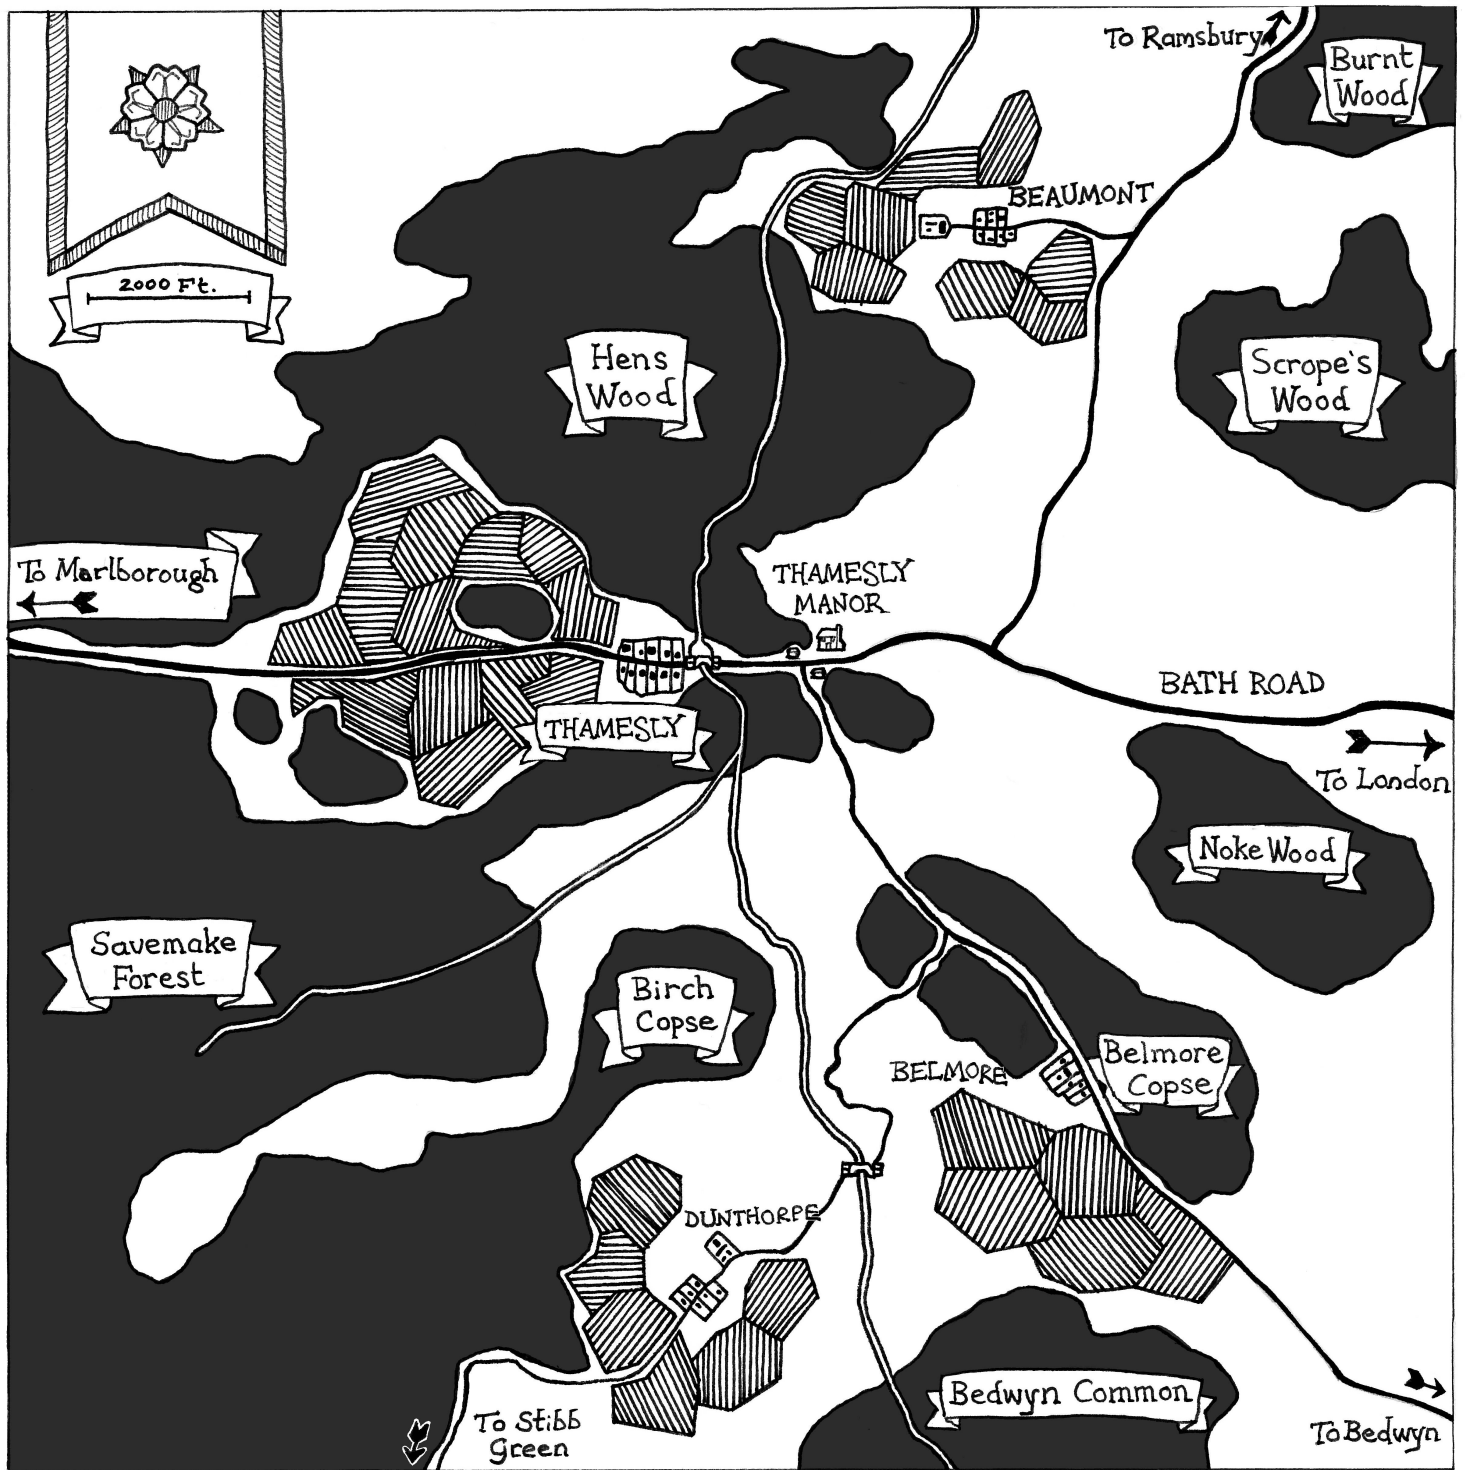 To Ramsbury
Burnt
Wood
BEAUMONT
2000 Ft.
Hens
Wood
Scrope's
Wood
To Marlborough
THAMESLY
MANOR
BATH ROAD
THAMESLY
To London
Noke Wood
Savemake
Forest
Birch
Copse
Belmore
Copse
BELMORE
DUNTHORPE
Bedwyn Common
To Stibb
Green
To Bedwyn